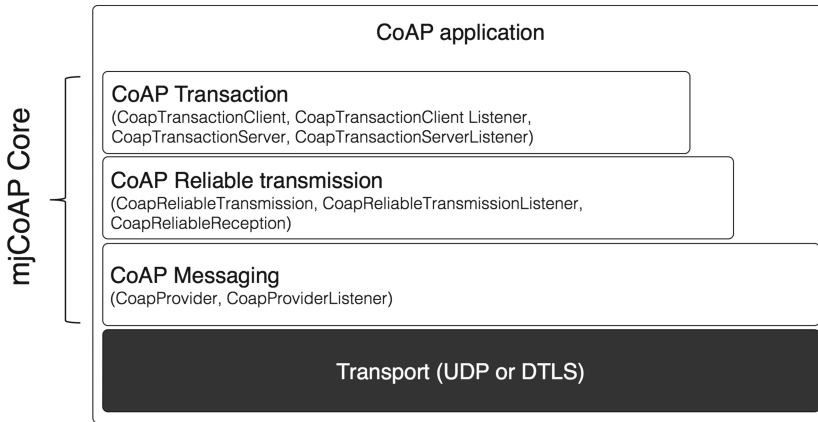 CoAP application
mjCoAP Core
CoAP Transaction
(CoapTransactionClient, CoapTransactionClient Listener,
CoapTransactionServer, CoapTransactionServerListener)
CoAP Reliable transmission
(CoapReliableTransmission, CoapReliableTransmissionListener,
CoapReliableReception)
CoAP Messaging
(CoapProvider, CoapProviderListener)
Transport (UDP or DTLS)